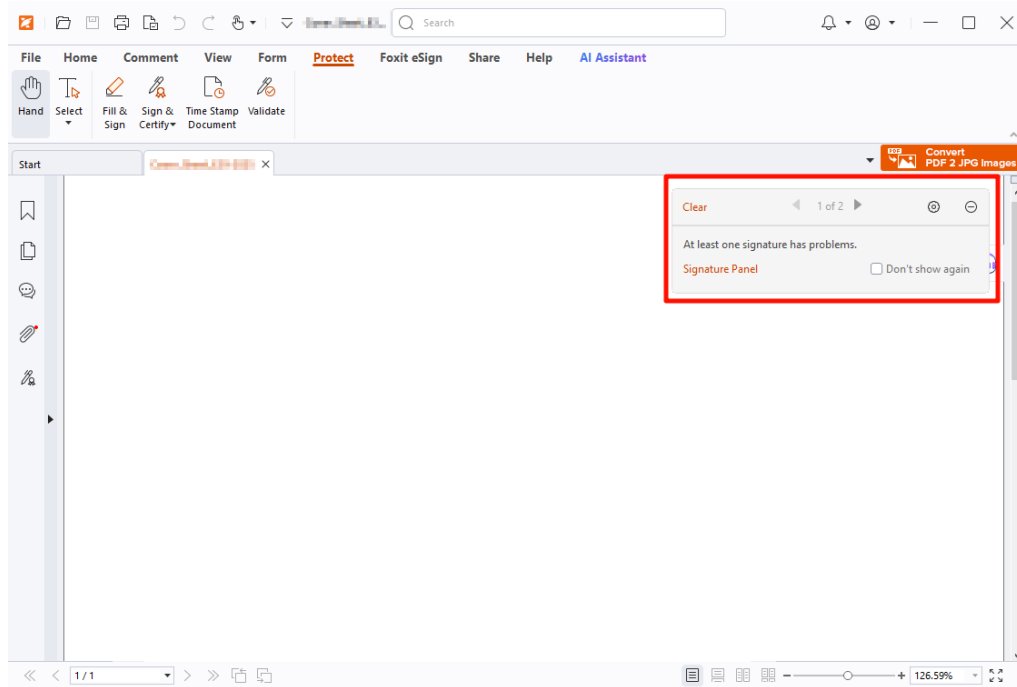 Search
File Home Comment View Form Protect Foxit eSign Share Help AI Assistant
Hand Select Fill & Sign Sign & Certify Time Stamp Document Validate
Start
PDF Convert
PDF 2 JPG Images
Clear 1 of 2
At least one signature has problems.
Signature Panel Don't show again
1 / 1 126.59%